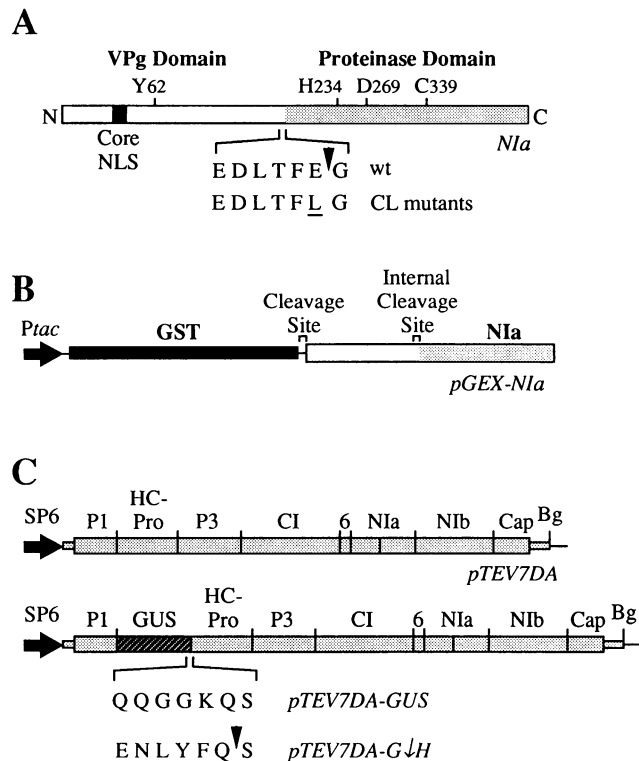 A
VPg Domain Proteinase Domain
Y62 H234 D269 C339
N C
Core
NLS
NIa
E D L T F E G wt
E D L T F L G CL mutants
B
Ptac
GST
Cleavage
Site
Internal
Cleavage
Site
NIa
pGEX-NIa
C
SP6 P1 HC-
Pro P3 CI 6 NIa NIb Cap Bg
pTEV7DA
SP6 P1 GUS HC-
Pro P3 CI 6 NIa NIb Cap Bg
Q Q G G K Q S pTEV7DA-GUS
E N L Y F Q S pTEV7DA-G↓H